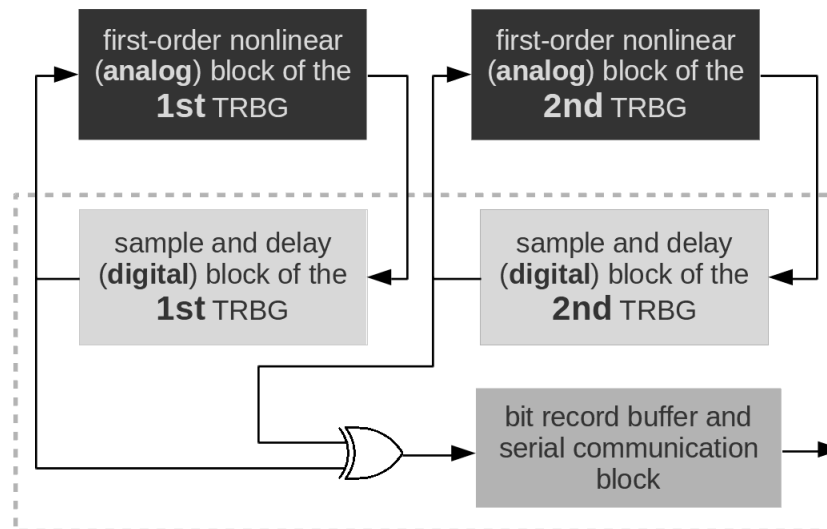 first-order nonlinear
(analog) block of the
1st TRBG
first-order nonlinear
(analog) block of the
2nd TRBG
sample and delay
(digital) block of the
1st TRBG
sample and delay
(digital) block of the
2nd TRBG
bit record buffer and
serial communication
block